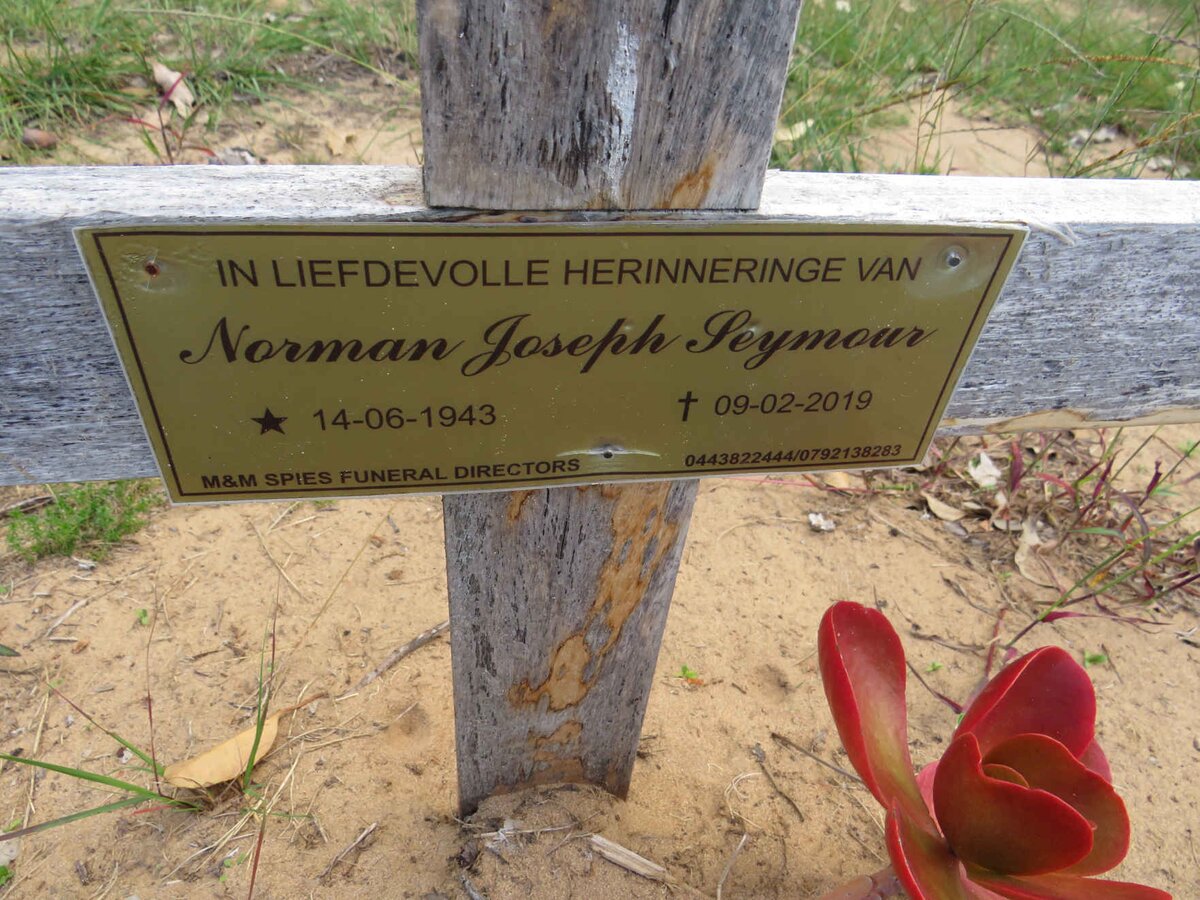 IN LIEFDEVOLLE HERINNERINGE VAN
Norman Joseph Seymour
★ 14-06-1943 ✝ 09-02-2019
M&M SPIES FUNERAL DIRECTORS 0443822444/0792138283